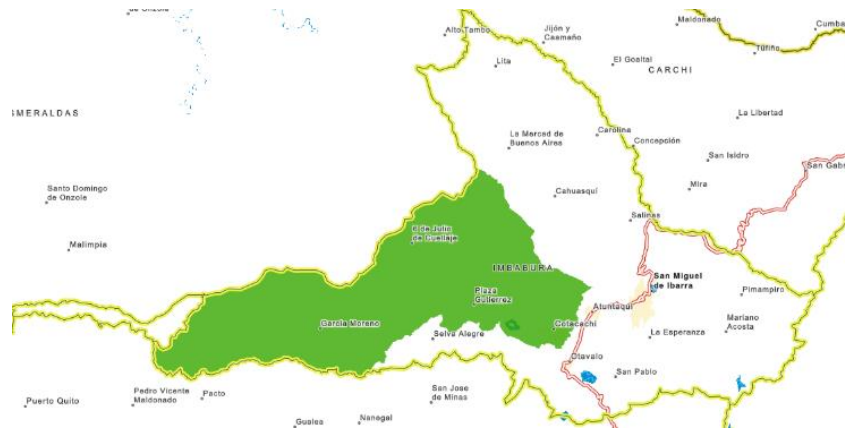 de Onzole
Alto Tambo
Jijón y
Caamaño
Maldonado
Tufiño
Cumba
Lita
El Goaltal
CARCHI
SMERALDAS
La Libertad
La Merced de
Buenos Aires
Carolina
Concepción
San Isidro
San Gabr
Santo Domingo
de Onzole
Cahuasquí
Mira
Salinas
6 de Julio
de Cuellaje
Malimpia
IMBABURA
San Miguel
de Ibarra
Plaza
Gutierrez
Pimampiro
Atuntaqui
García Moreno
Cotacachi
Mariano
Acosta
Selva Alegre
La Esperanza
Otavalo
San Pablo
Puerto Quito
Pedro Vicente
Maldonado
Pacto
San Jose
de Minas
Gualea
Nanegal